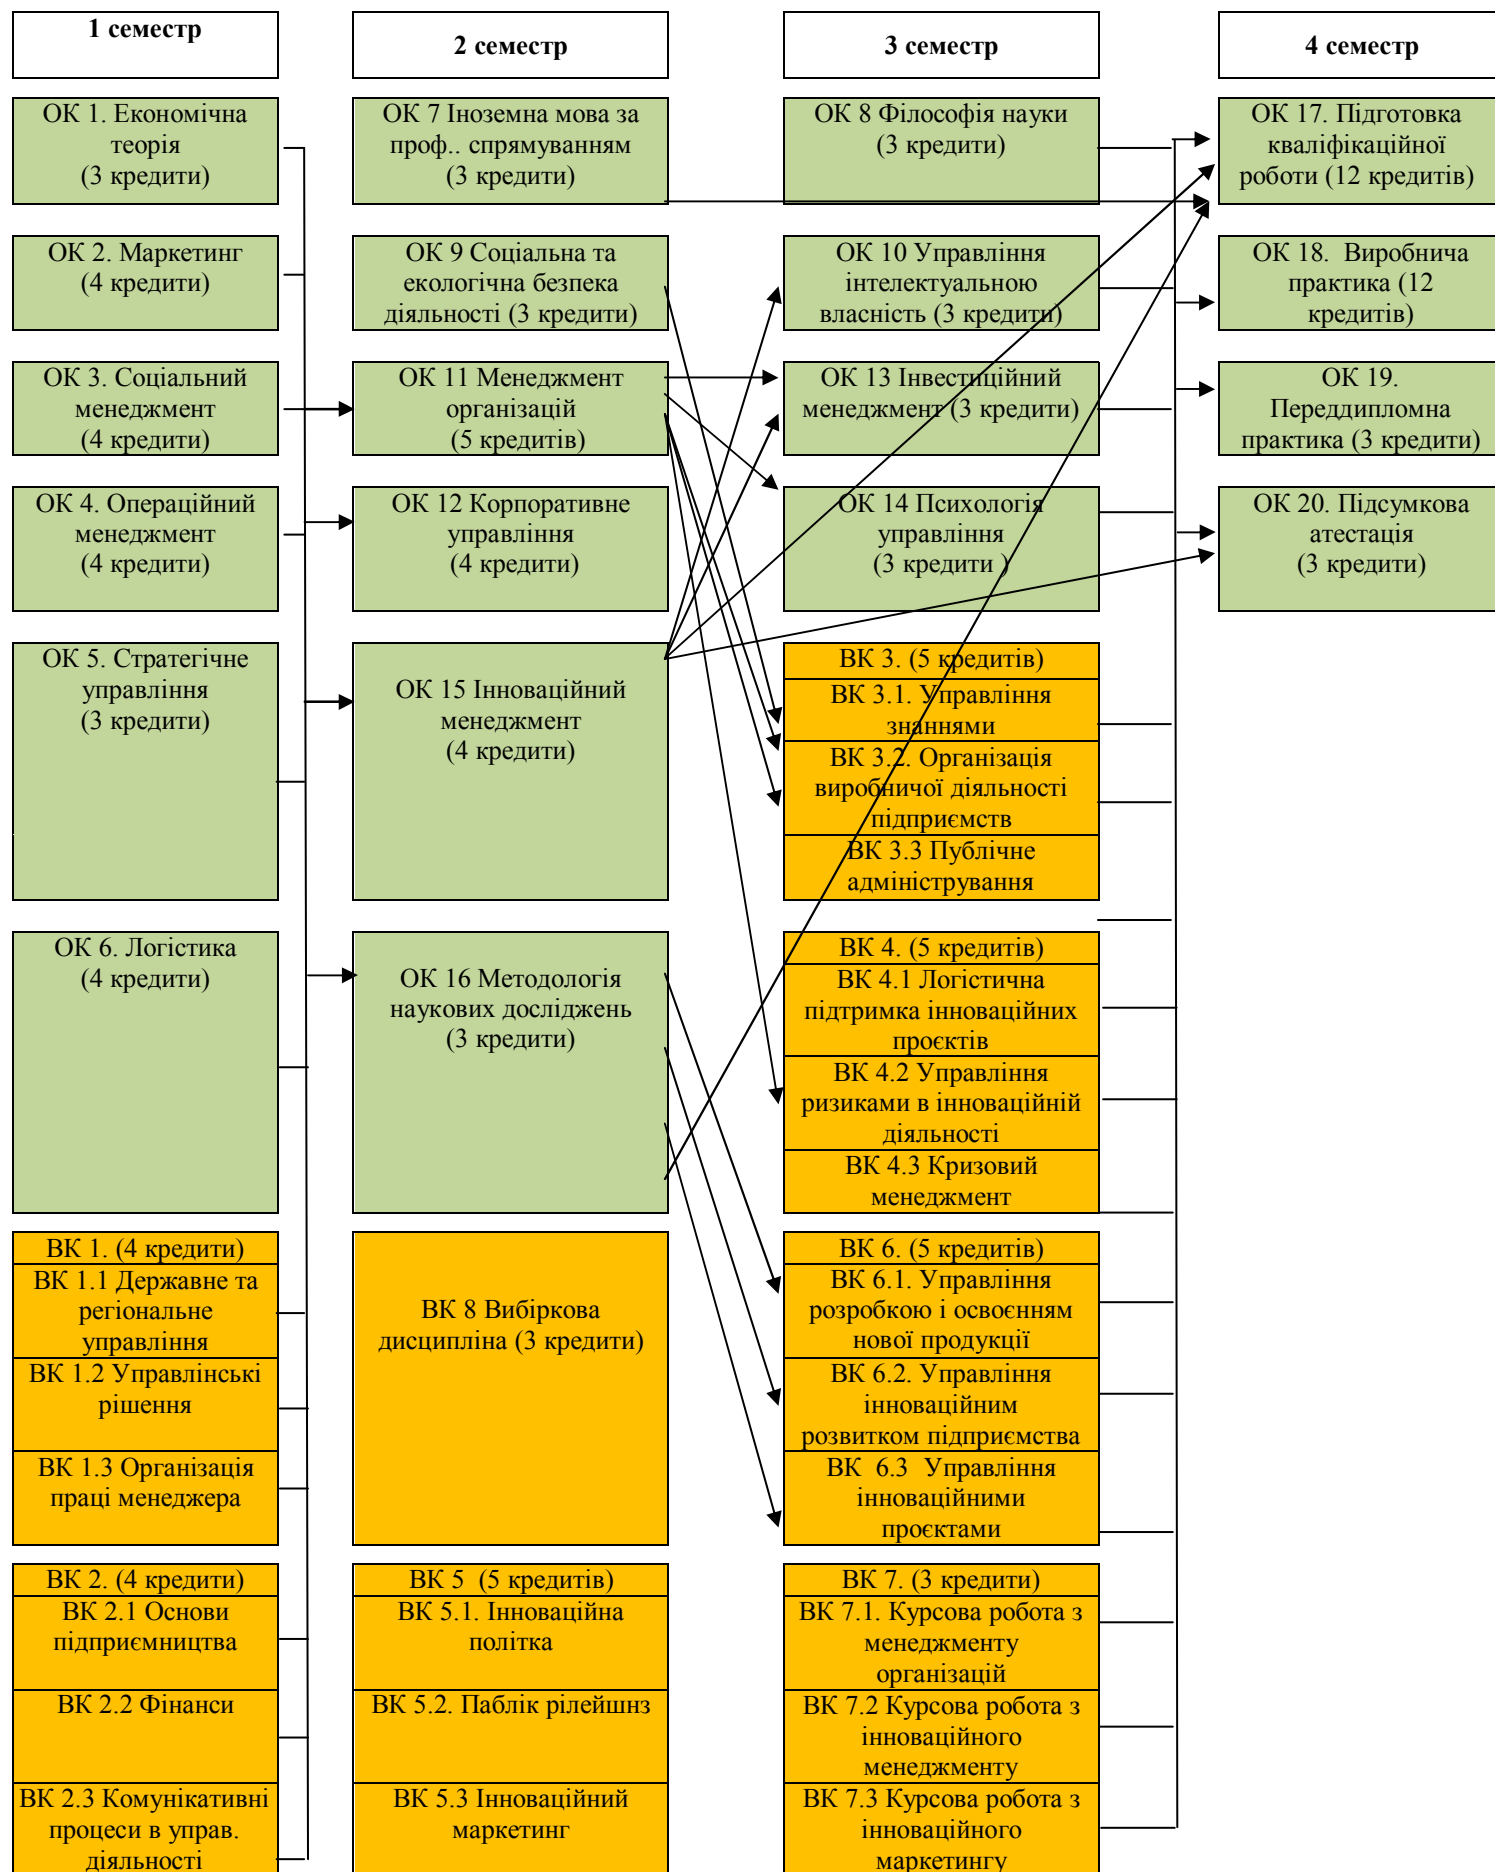 1 семестр
ОК 1. Економічна
теорія
(3 кредити)
ОК 2. Маркетинг
(4 кредити)
ОК 3. Соціальний
менеджмент
(4 кредити)
ОК 4. Операційний
менеджмент
(4 кредити)
ОК 5. Стратегічне
управління
(3 кредити)
ОК 6. Логістика
(4 кредити)
ВК 1. (4 кредити)
ВК 1.1 Державне та
регіональне
управління
ВК 1.2 Управлінські
рішення
ВК 1.3 Організація
праці менеджера
ВК 2. (4 кредити)
ВК 2.1 Основи
підприємництва
ВК 2.2 Фінанси
ВК 2.3 Комунікативні
процеси в управ.
діяльності
2 семестр
ОК 7 Іноземна мова за
проф.. спрямуванням
(3 кредити)
ОК 9 Соціальна та
екологічна безпека
діяльності (3 кредити)
ОК 11 Менеджмент
організацій
(5 кредитів)
ОК 12 Корпоративне
управління
(4 кредити)
ОК 15 Інноваційний
менеджмент
(4 кредити)
ОК 16 Методологія
наукових досліджень
(3 кредити)
ВК 8 Вибіркова
дисципліна (3 кредити)
ВК 5  (5 кредитів)
ВК 5.1. Інноваційна
політка
ВК 5.2. Паблік рілейшнз
ВК 5.3 Інноваційний
маркетинг
3 семестр
ОК 8 Філософія науки
(3 кредити)
ОК 10 Управління
інтелектуальною
власність (3 кредити)
ОК 13 Інвестиційний
менеджмент (3 кредити)
ОК 14 Психологія
управління
(3 кредити )
ВК 3. (5 кредитів)
ВК 3.1. Управління
знаннями
ВК 3.2. Організація
виробничої діяльності
підприємств
ВК 3.3 Публічне
адміністрування
ВК 4. (5 кредитів)
ВК 4.1 Логістична
підтримка інноваційних
проєктів
ВК 4.2 Управління
ризиками в інноваційній
діяльності
ВК 4.3 Кризовий
менеджмент
ВК 6. (5 кредитів)
ВК 6.1. Управління
розробкою і освоєнням
нової продукції
ВК 6.2. Управління
інноваційним
розвитком підприємства
ВК  6.3  Управління
інноваційними
проєктами
ВК 7. (3 кредити)
ВК 7.1. Курсова робота з
менеджменту
організацій
ВК 7.2 Курсова робота з
інноваційного
менеджменту
ВК 7.3 Курсова робота з
інноваційного
маркетингу
4 семестр
ОК 17. Підготовка
кваліфікаційної
роботи (12 кредитів)
ОК 18.  Виробнича
практика (12
кредитів)
ОК 19.
Переддипломна
практика (3 кредити)
ОК 20. Підсумкова
атестація
(3 кредити)